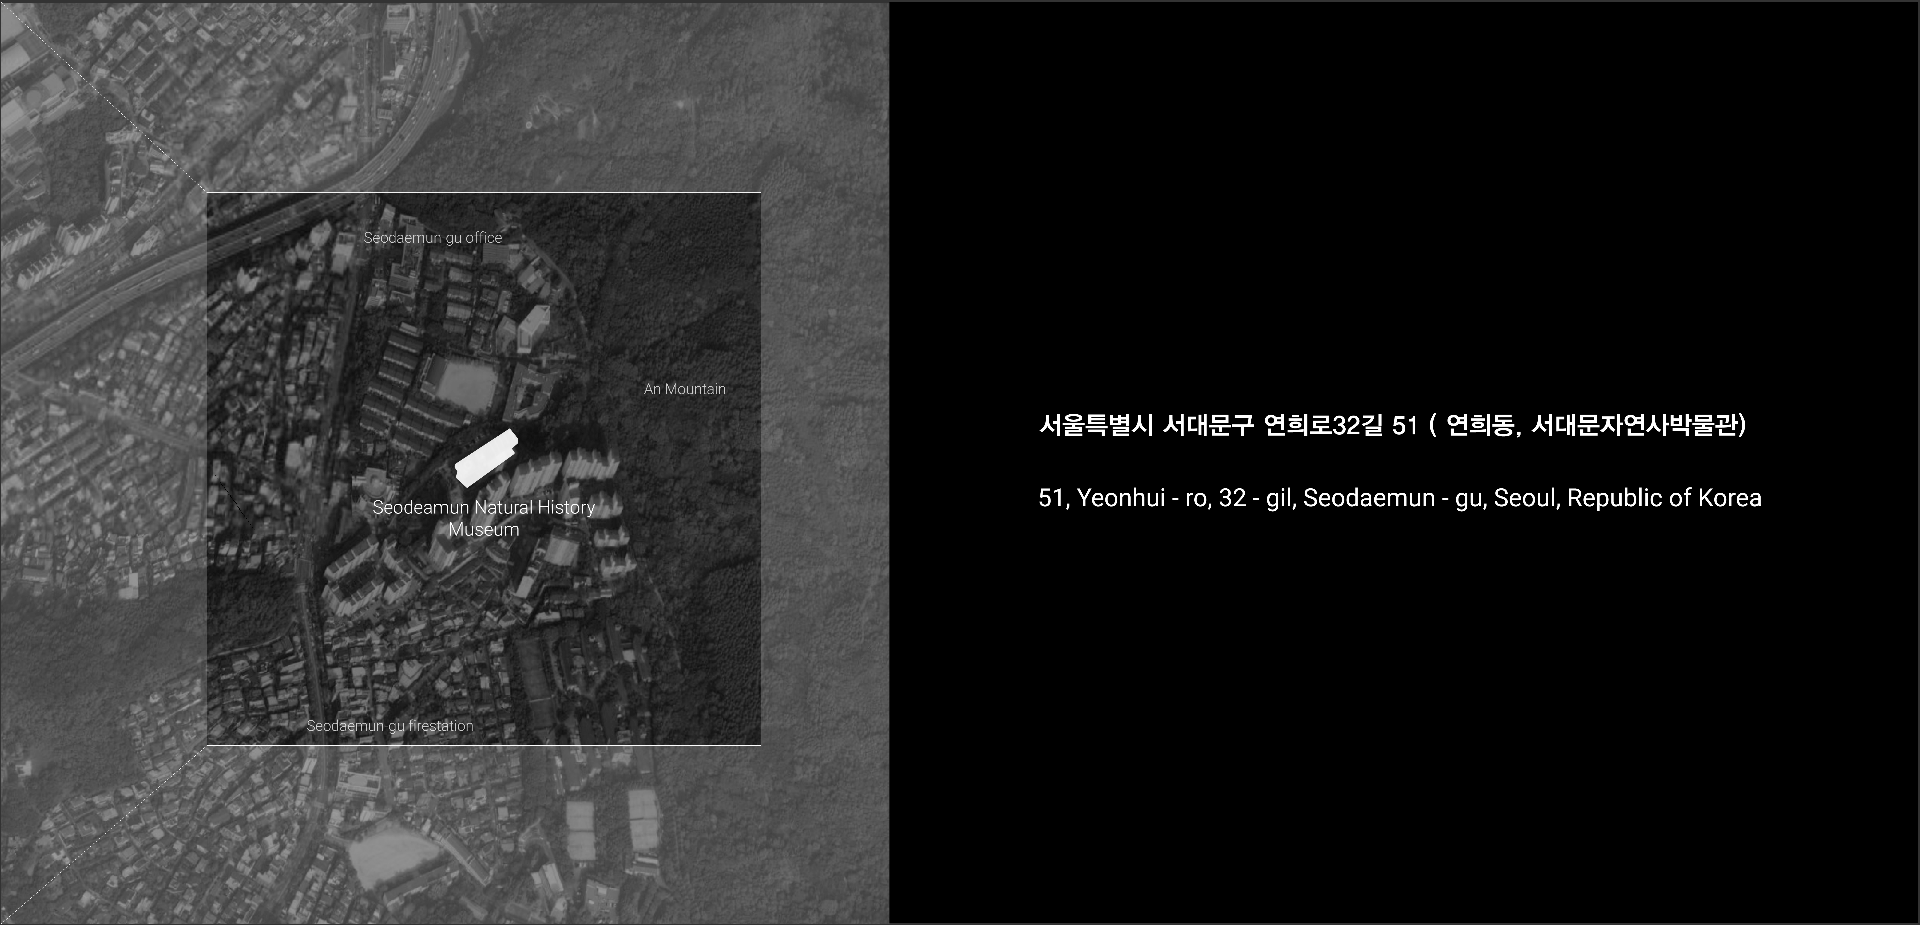 Seodaemun gu office
An Mountain
Seodeamun Natural History
Museum
Seodaemun gu firestation
서울특별시 서대문구 연희로32길 51 ( 연희동, 서대문자연사박물관)
51, Yeonhui - ro, 32 - gil, Seodaemun - gu, Seoul, Republic of Korea